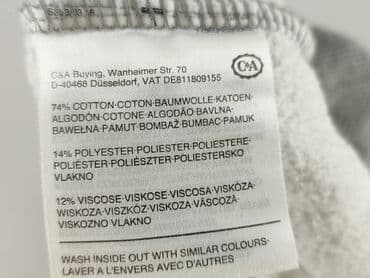 C&A Buying, Wanheimer Str. 70
D-40468 Düsseldorf, VAT DE811809155
C&A
74% COTTON·COTON·BAUMWOLLE·KATOEN·
ALGODÓN·COTONE·ALGODÃO·BAVLNA·
BAWEŁNA·PAMUT·BOMBAŽ·BUMBAC·PAMUK
14% POLYESTER·POLIESTER·POLIESTERE·
POLIÉSTER·POLIÉSZTER·POLIESTERSKO
VLAKNO
12% VISCOSE·VISKOSE·VISCOSA·VISKÓZA·
WISKOZA·VISZKÓZ·VISKOZA·VÂSCOZĂ·
VISKOZNO VLAKNO
WASH INSIDE OUT WITH SIMILAR COLOURS·
LAVER A L'ENVERS AVEC D'AUTRES